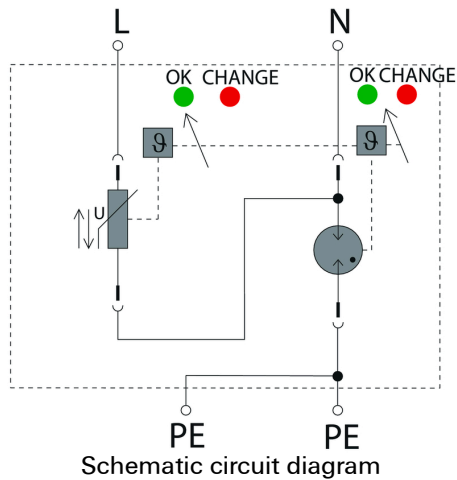 L N
OK CHANGE OK CHANGE
ϑ ϑ
U
PE PE
Schematic circuit diagram